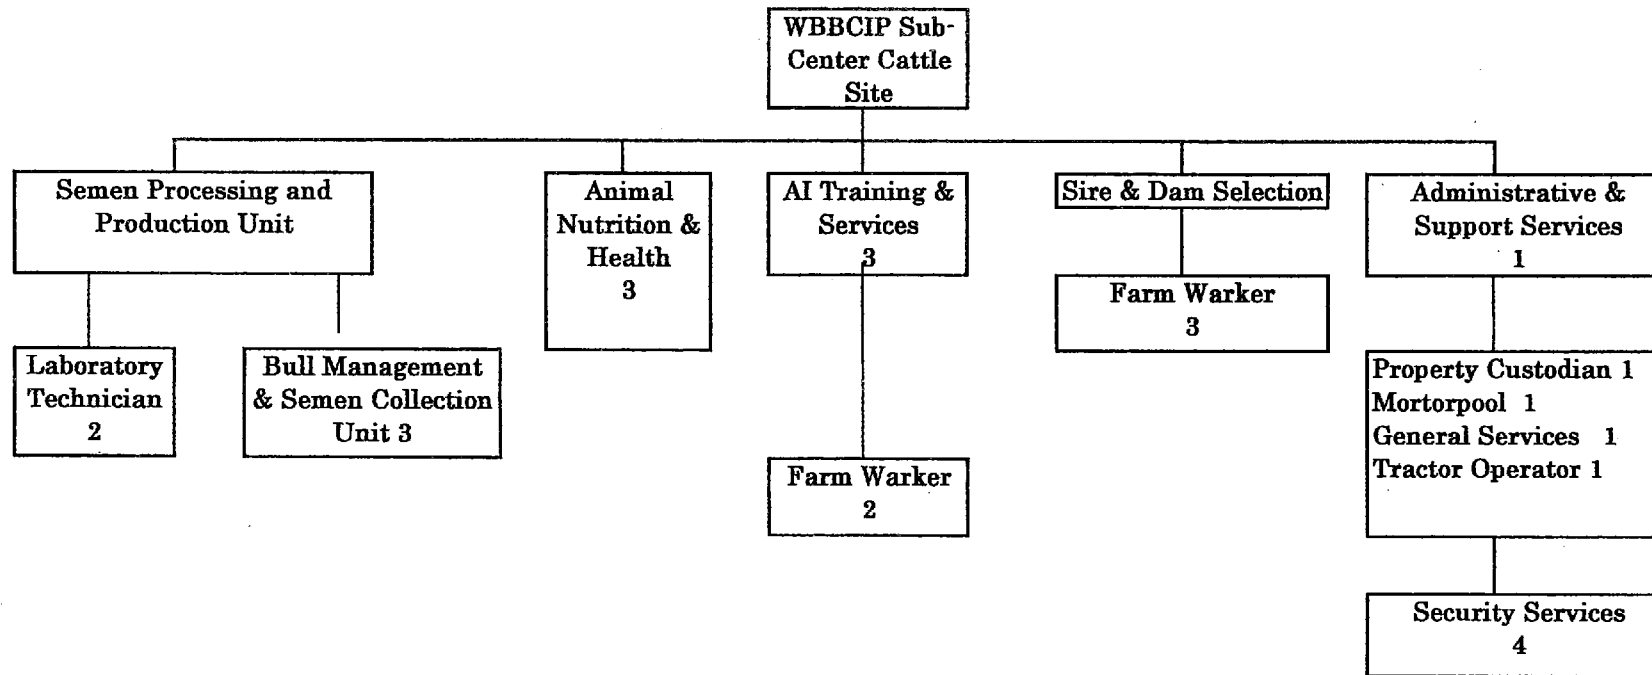 WBBCIP Sub-
Center Cattle
Site
Semen Processing and
Production Unit
Animal
Nutrition &
Health
3
AI Training &
Services
3
Sire & Dam Selection
Administrative &
Support Services
1
Laboratory
Technician
2
Bull Management
& Semen Collection
Unit 3
Farm Warker
2
Farm Warker
3
Property Custodian 1
Mortorpool 1
General Services 1
Tractor Operator 1
Security Services
4